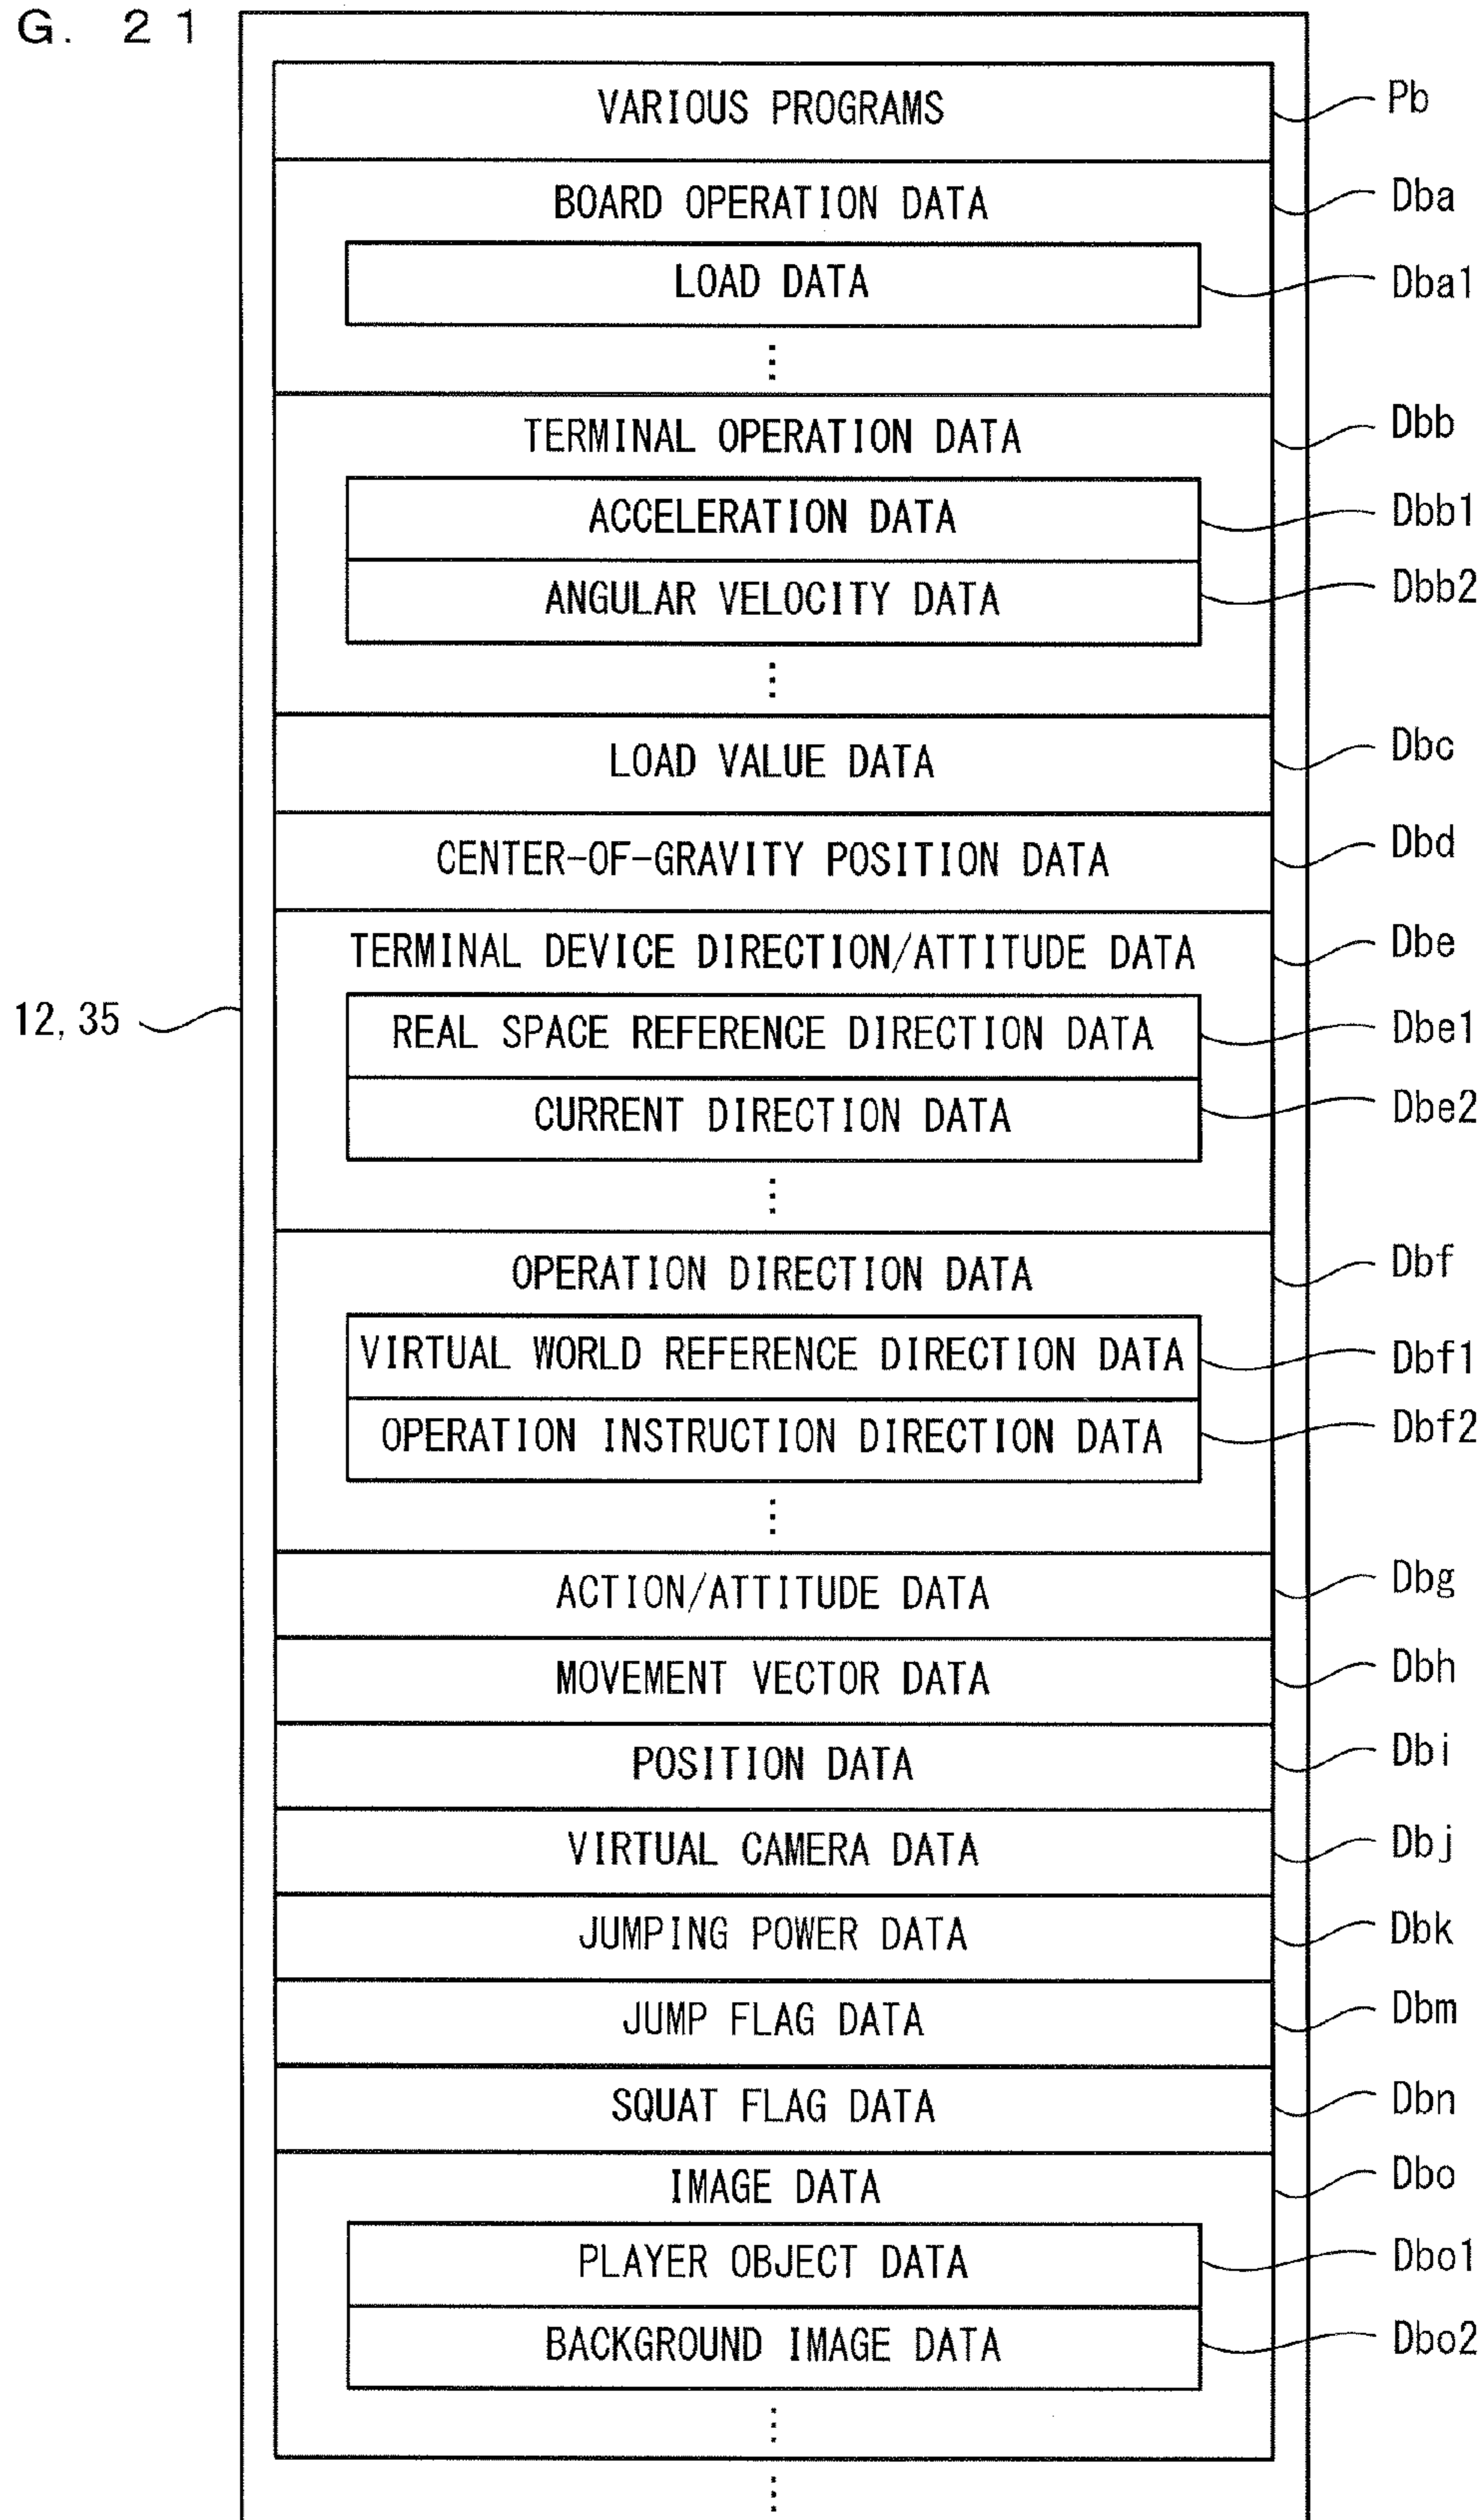 G. 21
VARIOUS PROGRAMS Pb
BOARD OPERATION DATA Dba
LOAD DATA Dba1
TERMINAL OPERATION DATA Dbb
ACCELERATION DATA Dbb1
ANGULAR VELOCITY DATA Dbb2
LOAD VALUE DATA Dbc
CENTER-OF-GRAVITY POSITION DATA Dbd
TERMINAL DEVICE DIRECTION/ATTITUDE DATA Dbe
12, 35 REAL SPACE REFERENCE DIRECTION DATA Dbe1
CURRENT DIRECTION DATA Dbe2
OPERATION DIRECTION DATA Dbf
VIRTUAL WORLD REFERENCE DIRECTION DATA Dbf1
OPERATION INSTRUCTION DIRECTION DATA Dbf2
ACTION/ATTITUDE DATA Dbg
MOVEMENT VECTOR DATA Dbh
POSITION DATA Dbi
VIRTUAL CAMERA DATA Dbj
JUMPING POWER DATA Dbk
JUMP FLAG DATA Dbm
SQUAT FLAG DATA Dbn
IMAGE DATA Dbo
PLAYER OBJECT DATA Dbo1
BACKGROUND IMAGE DATA Dbo2